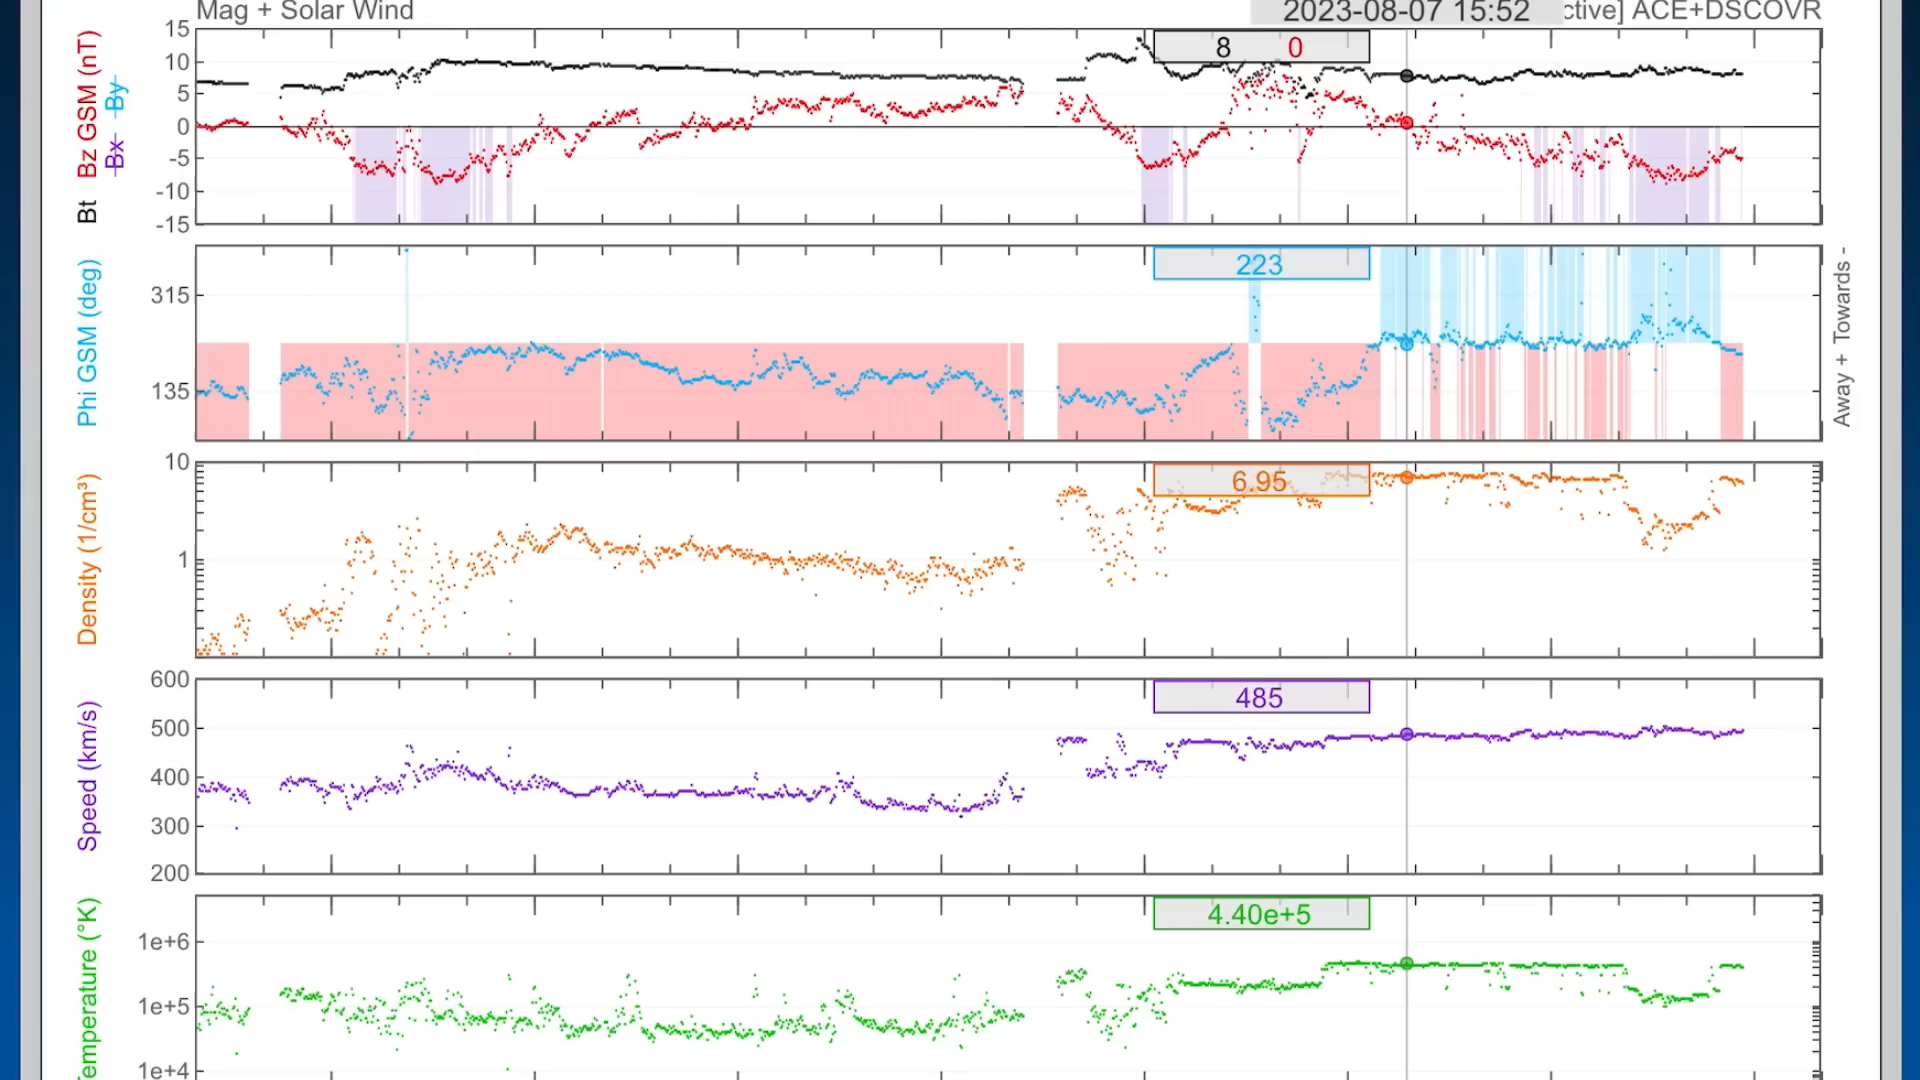 Mag + Solar Wind
2023-08-07 15:52
ctive] ACE+DSCOVR
Bt Bz GSM (nT)
Bx By
15
10
5
0
-5
-10
-15
8 0
Phi GSM (deg)
315
135
223
Away + Towards -
Density (1/cm³)
10
1
6.95
Speed (km/s)
600
500
400
300
200
485
emperature (°K)
1e+6
1e+5
1e+4
4.40e+5